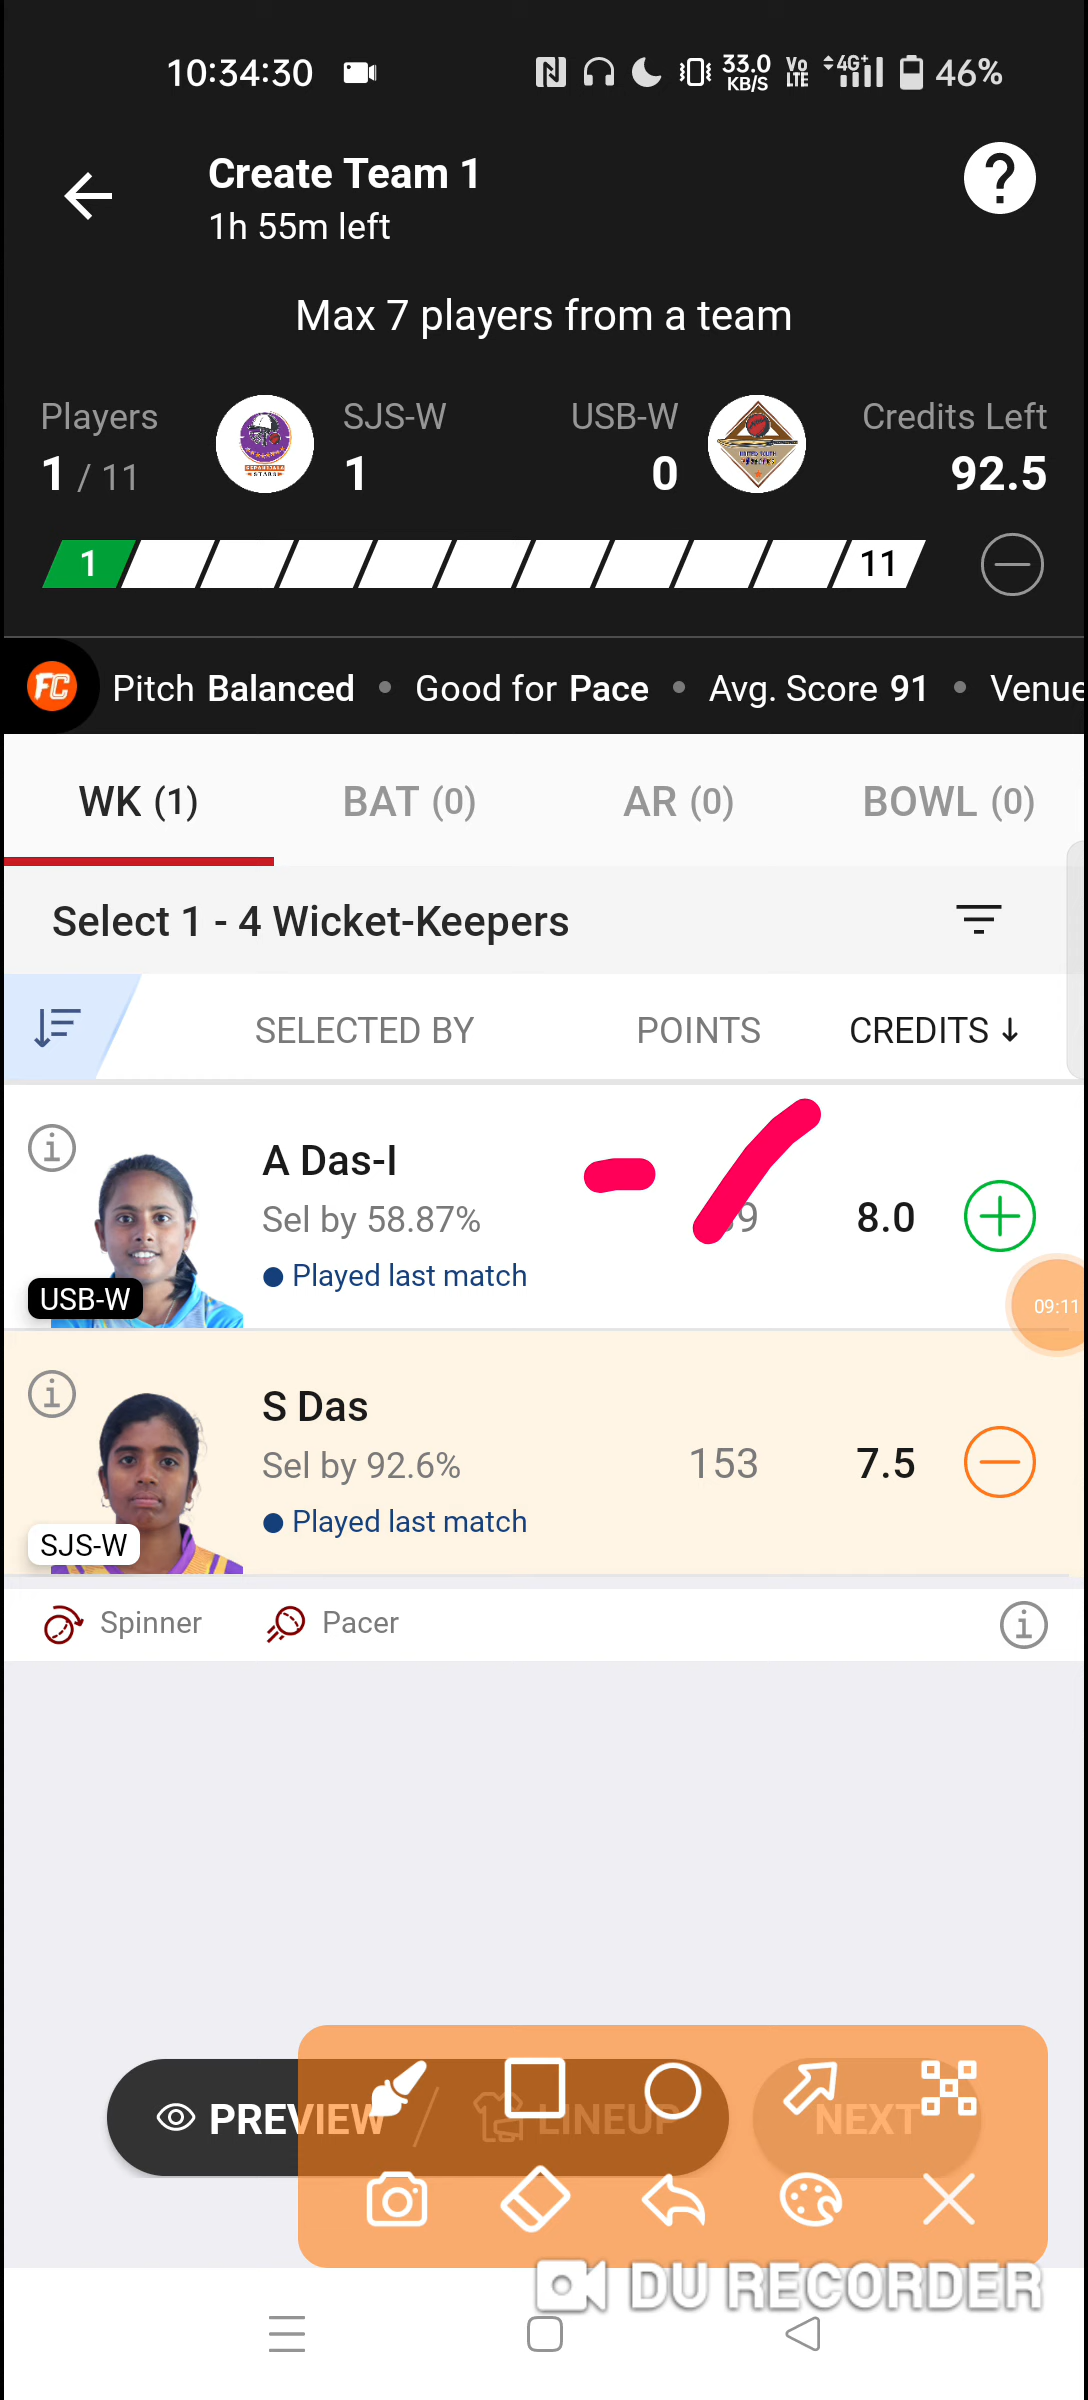 10:34:30 33.0 KB/S Vo LTE 4G+ 46%
Create Team 1
1h 55m left
Max 7 players from a team
Players SJS-W USB-W Credits Left
1 / 11 1 0 92.5
1 11
FC Pitch Balanced • Good for Pace • Avg. Score 91 • Venue
WK (1) BAT (0) AR (0) BOWL (0)
Select 1 - 4 Wicket-Keepers
SELECTED BY POINTS CREDITS ↓
A Das-I
Sel by 58.87% 8.0
Played last match
USB-W
09:11
S Das
Sel by 92.6% 153 7.5
Played last match
SJS-W
Spinner Pacer
PREVIEW LINEUP NEXT
DU RECORDER